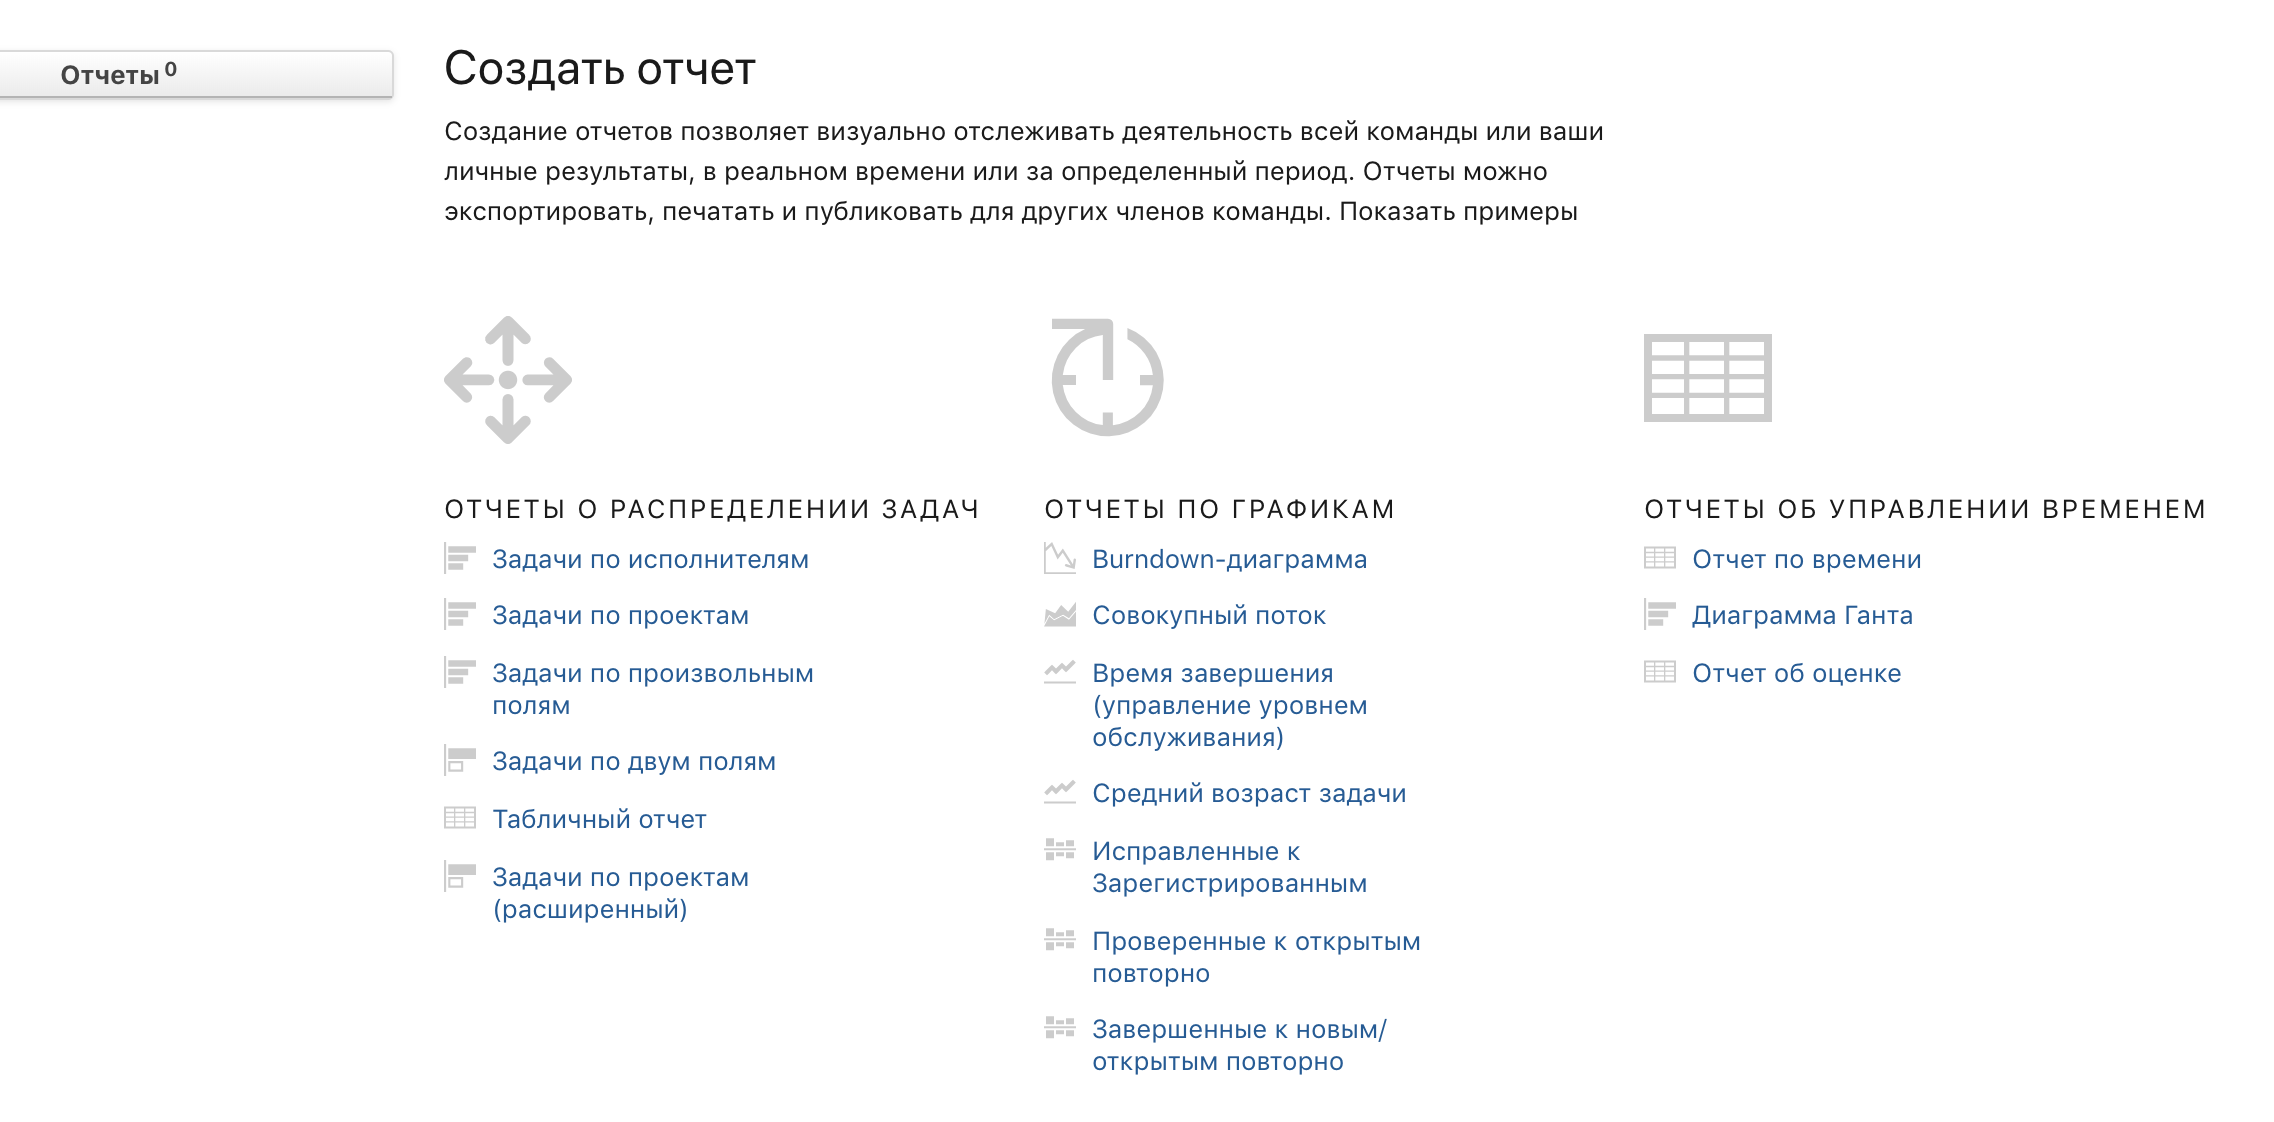 Отчеты 0
Создать отчет
Создание отчетов позволяет визуально отслеживать деятельность всей команды или ваши
личные результаты, в реальном времени или за определенный период. Отчеты можно
экспортировать, печатать и публиковать для других членов команды. Показать примеры
ОТЧЕТЫ О РАСПРЕДЕЛЕНИИ ЗАДАЧ
Задачи по исполнителям
Задачи по проектам
Задачи по произвольным
полям
Задачи по двум полям
Табличный отчет
Задачи по проектам
(расширенный)
ОТЧЕТЫ ПО ГРАФИКАМ
Burndown-диаграмма
Совокупный поток
Время завершения
(управление уровнем
обслуживания)
Средний возраст задачи
Исправленные к
Зарегистрированным
Проверенные к открытым
повторно
Завершенные к новым/
открытым повторно
ОТЧЕТЫ ОБ УПРАВЛЕНИИ ВРЕМЕНЕМ
Отчет по времени
Диаграмма Ганта
Отчет об оценке